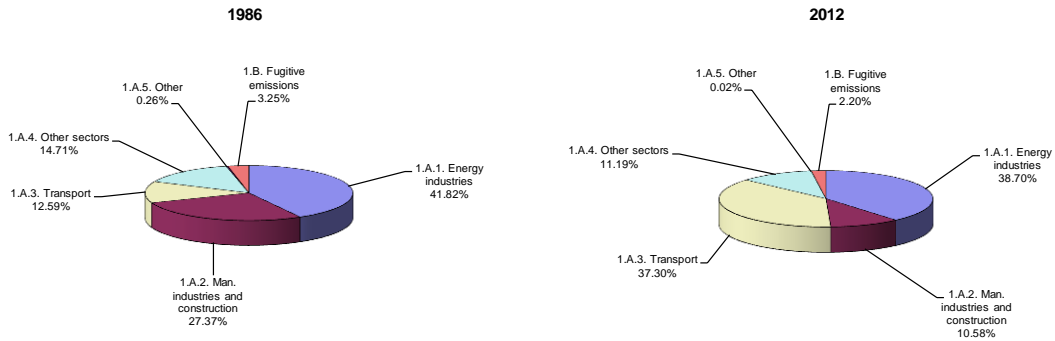 1986
1.A.5. Other
0.26%
1.B. Fugitive
emissions
3.25%
1.A.4. Other sectors
14.71%
1.A.3. Transport
12.59%
1.A.1. Energy
industries
41.82%
1.A.2. Man.
industries and
construction
27.37%
2012
1.A.5. Other
0.02%
1.B. Fugitive
emissions
2.20%
1.A.4. Other sectors
11.19%
1.A.1. Energy
industries
38.70%
1.A.3. Transport
37.30%
1.A.2. Man.
industries and
construction
10.58%